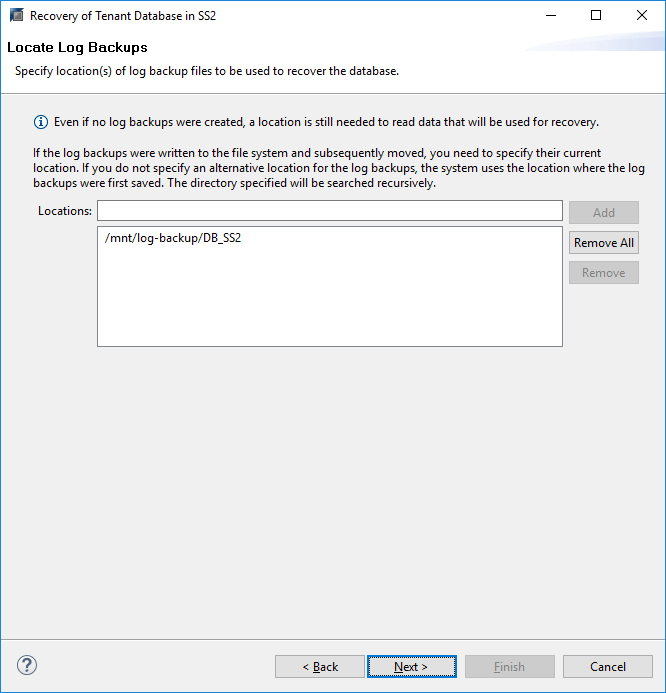 Recovery of Tenant Database in SS2
Locate Log Backups
Specify location(s) of log backup files to be used to recover the database.
Even if no log backups were created, a location is still needed to read data that will be used for recovery.
If the log backups were written to the file system and subsequently moved, you need to specify their current
location. If you do not specify an alternative location for the log backups, the system uses the location where the log
backups were first saved. The directory specified will be searched recursively.
Locations:
Add
/mnt/log-backup/DB_SS2
Remove All
Remove
?
< Back
Next >
Finish
Cancel